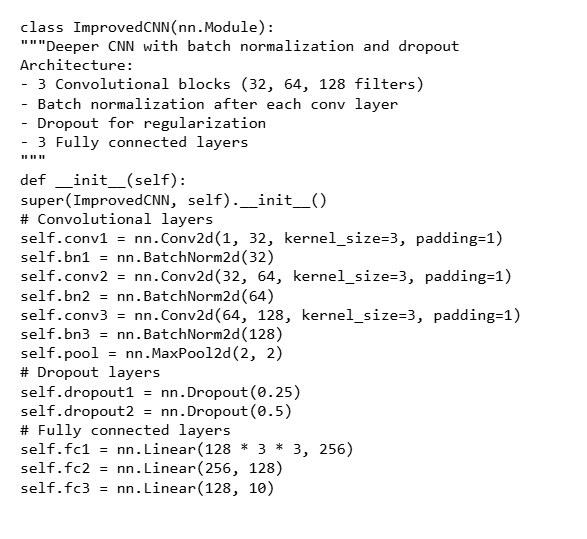 class ImprovedCNN(nn.Module):
"""Deeper CNN with batch normalization and dropout
Architecture:
- 3 Convolutional blocks (32, 64, 128 filters)
- Batch normalization after each conv layer
- Dropout for regularization
- 3 Fully connected layers
"""
def __init__(self):
super(ImprovedCNN, self).__init__()
# Convolutional layers
self.conv1 = nn.Conv2d(1, 32, kernel_size=3, padding=1)
self.bn1 = nn.BatchNorm2d(32)
self.conv2 = nn.Conv2d(32, 64, kernel_size=3, padding=1)
self.bn2 = nn.BatchNorm2d(64)
self.conv3 = nn.Conv2d(64, 128, kernel_size=3, padding=1)
self.bn3 = nn.BatchNorm2d(128)
self.pool = nn.MaxPool2d(2, 2)
# Dropout layers
self.dropout1 = nn.Dropout(0.25)
self.dropout2 = nn.Dropout(0.5)
# Fully connected layers
self.fc1 = nn.Linear(128 * 3 * 3, 256)
self.fc2 = nn.Linear(256, 128)
self.fc3 = nn.Linear(128, 10)